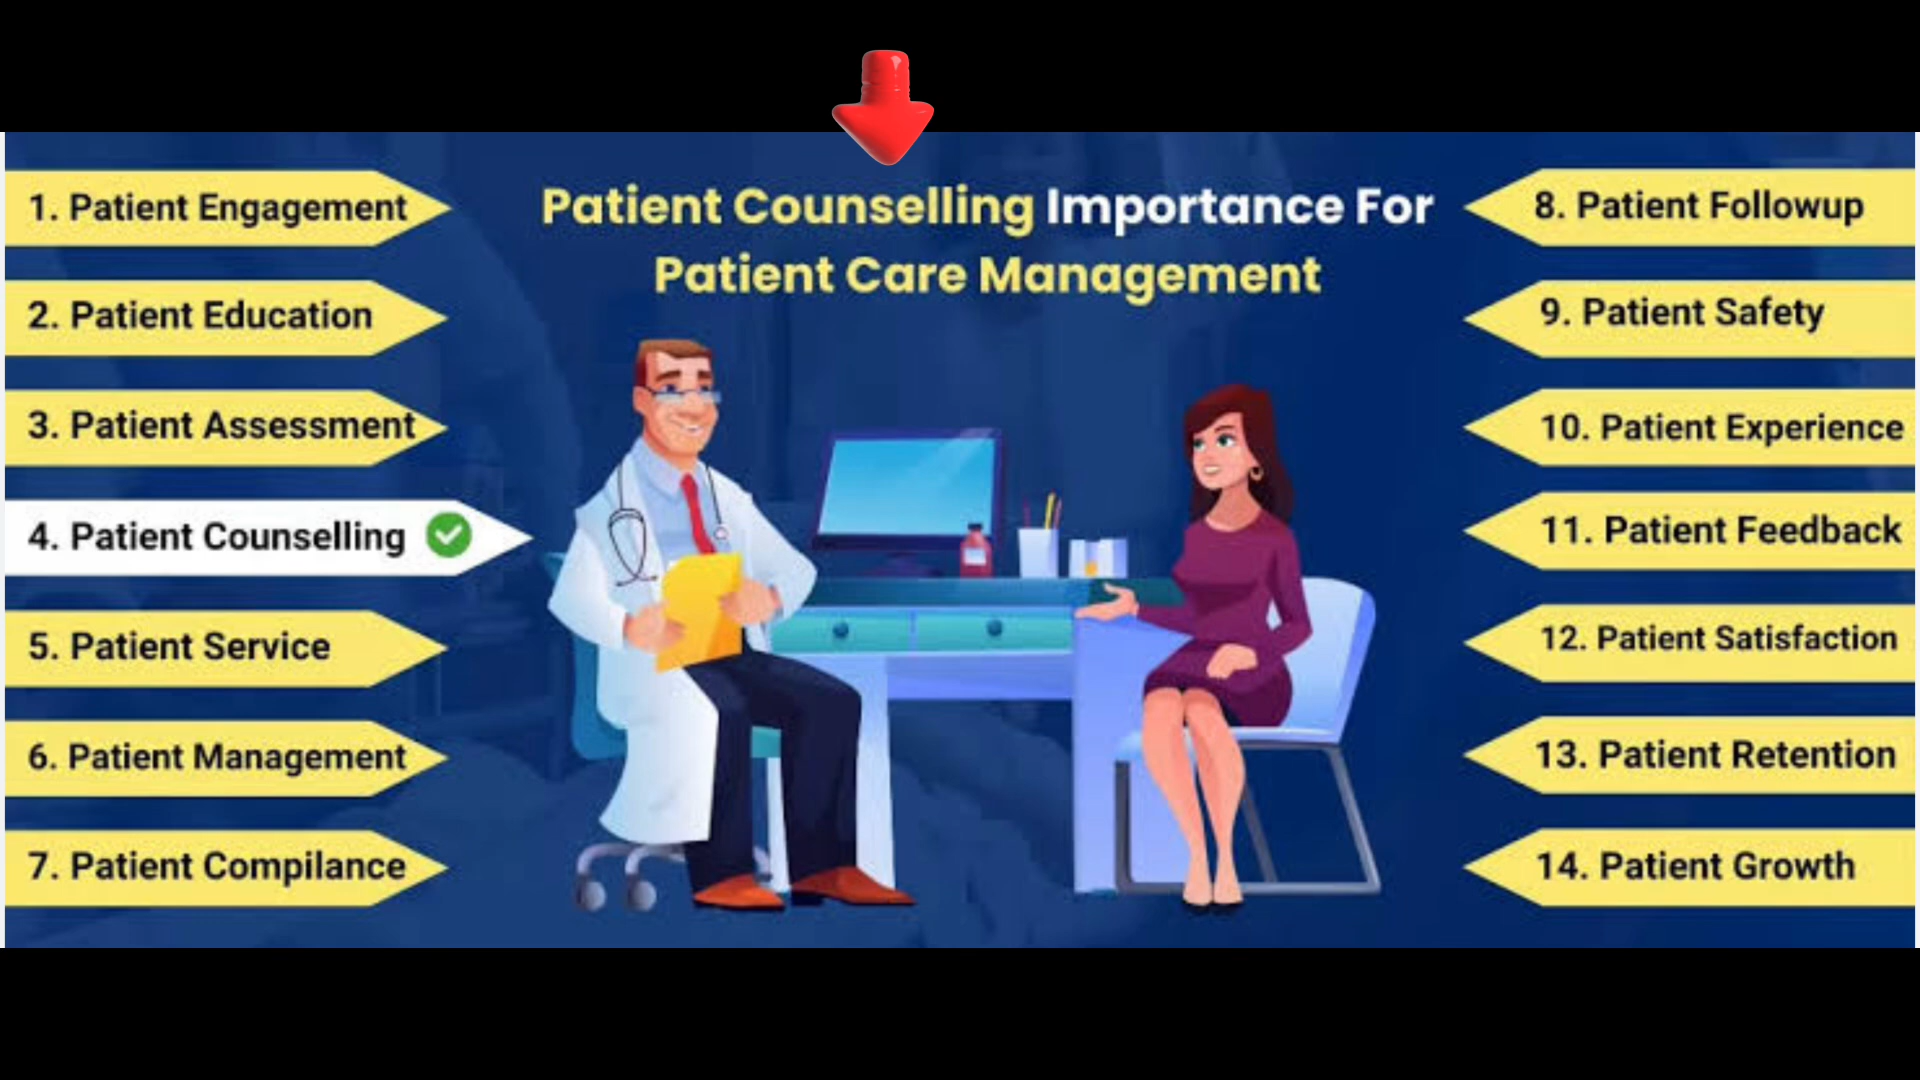 Patient Counselling Importance For
Patient Care Management
1. Patient Engagement
2. Patient Education
3. Patient Assessment
4. Patient Counselling
5. Patient Service
6. Patient Management
7. Patient Compilance
8. Patient Followup
9. Patient Safety
10. Patient Experience
11. Patient Feedback
12. Patient Satisfaction
13. Patient Retention
14. Patient Growth